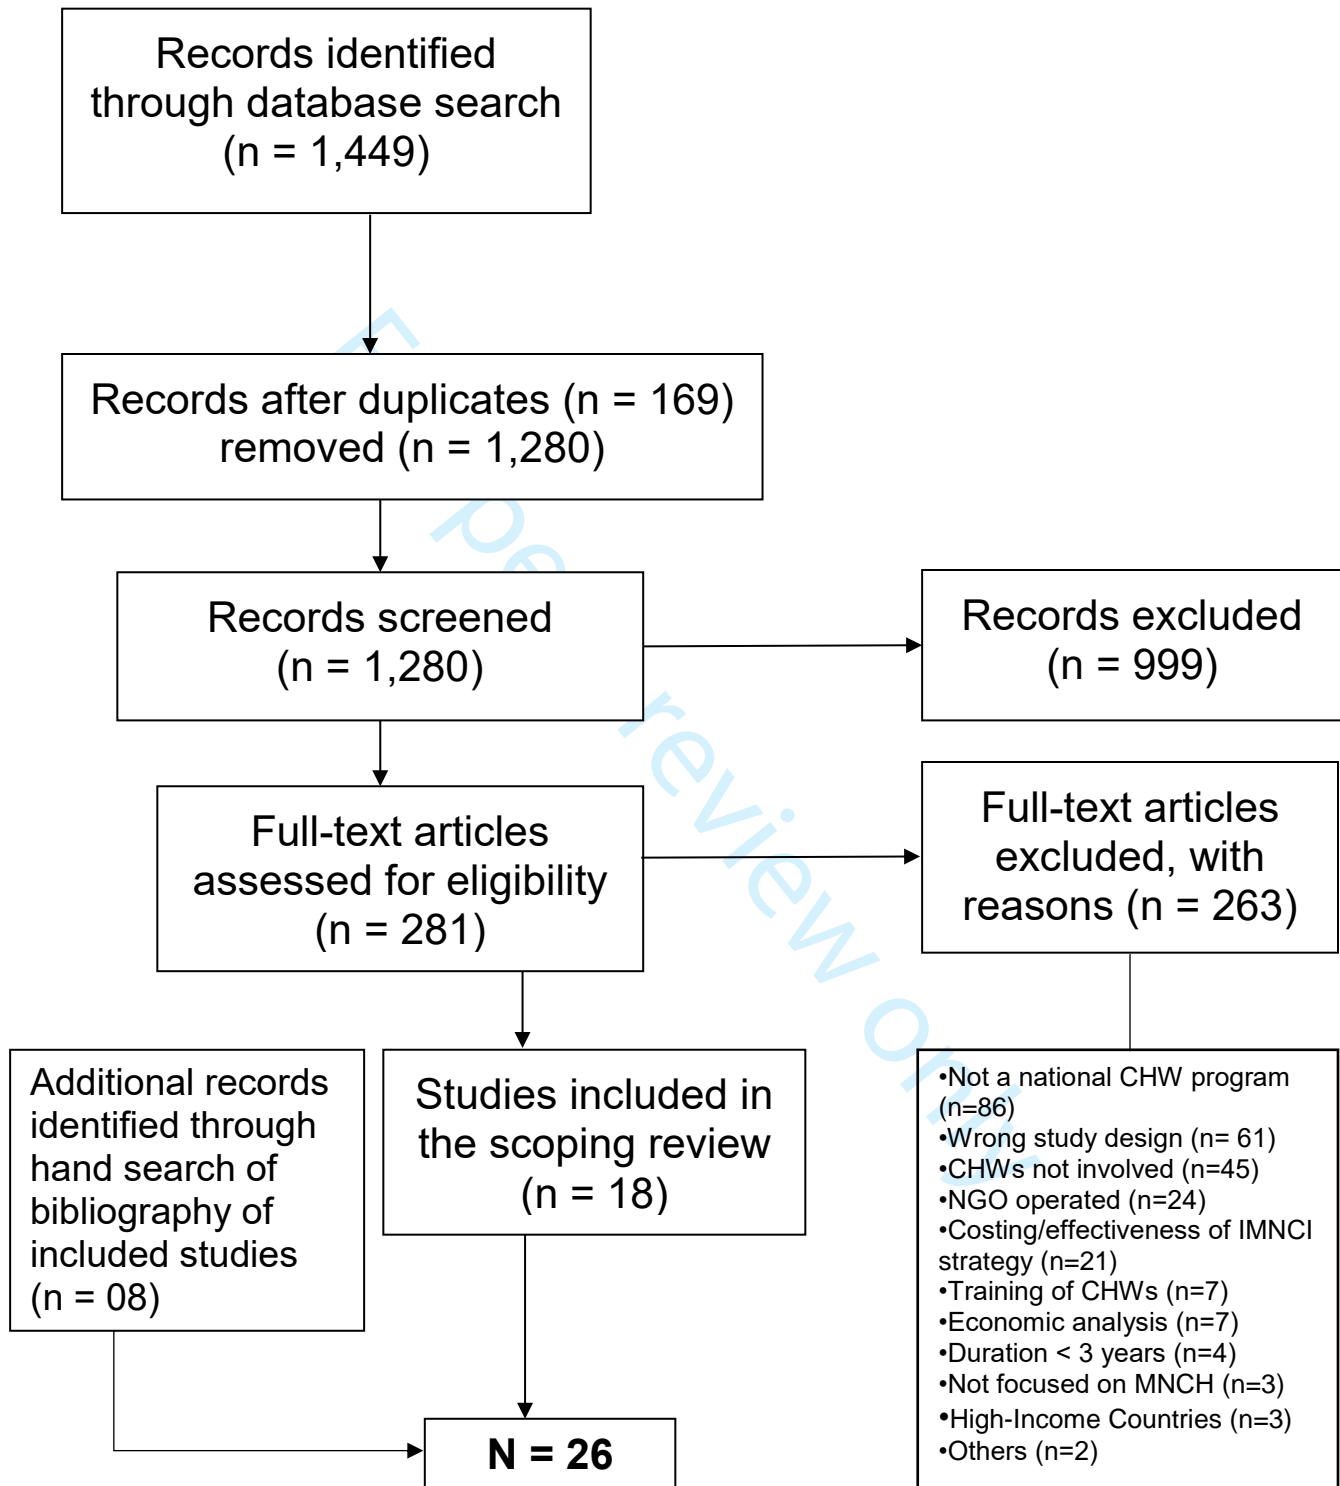 Records identified
through database search
(n = 1,449)
Records after duplicates (n = 169)
removed (n = 1,280)
Records screened
(n = 1,280)
Records excluded
(n = 999)
Full-text articles
assessed for eligibility
(n = 281)
Full-text articles
excluded, with
reasons (n = 263)
Additional records
identified through
hand search of
bibliography of
included studies
(n = 08)
Studies included in
the scoping review
(n = 18)
•Not a national CHW program
(n=86)
•Wrong study design (n= 61)
•CHWs not involved (n=45)
•NGO operated (n=24)
•Costing/effectiveness of IMNCI
strategy (n=21)
•Training of CHWs (n=7)
•Economic analysis (n=7)
•Duration < 3 years (n=4)
•Not focused on MNCH (n=3)
•High-Income Countries (n=3)
•Others (n=2)
N = 26
review only